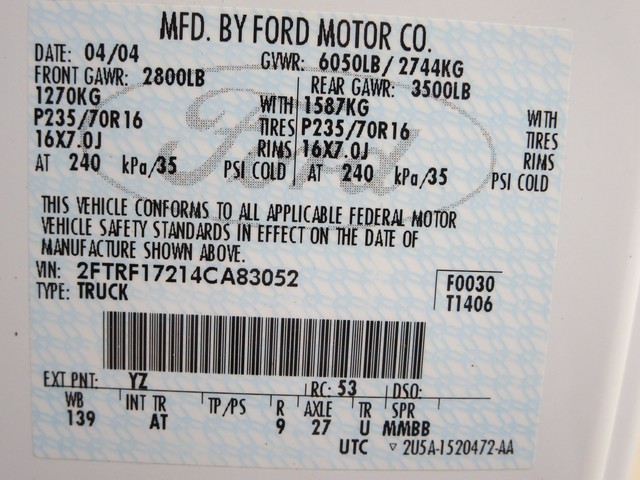 MFD. BY FORD MOTOR CO.
DATE: 04/04 GVWR: 6050LB/ 2744KG
FRONT GAWR: 2800LB REAR GAWR: 3500LB
1270KG WITH 1587KG WITH
P235/70R16 TIRES P235/70R16 TIRES
16X7.0J RIMS 16X7.0J RIMS
AT 240 kPa/35 PSI COLD AT 240 kPa/35 PSI COLD
Ford
THIS VEHICLE CONFORMS TO ALL APPLICABLE FEDERAL MOTOR
VEHICLE SAFETY STANDARDS IN EFFECT ON THE DATE OF
MANUFACTURE SHOWN ABOVE.
VIN: 2FTRF17214CA83052 F0030
TYPE: TRUCK T1406
EXT PNT: YZ RC: 53 DSO:
WB INT TR TP/PS R AXLE TR SPR
139 AT 9 27 U MMBB
UTC ▽ 2U5A-1520472-AA